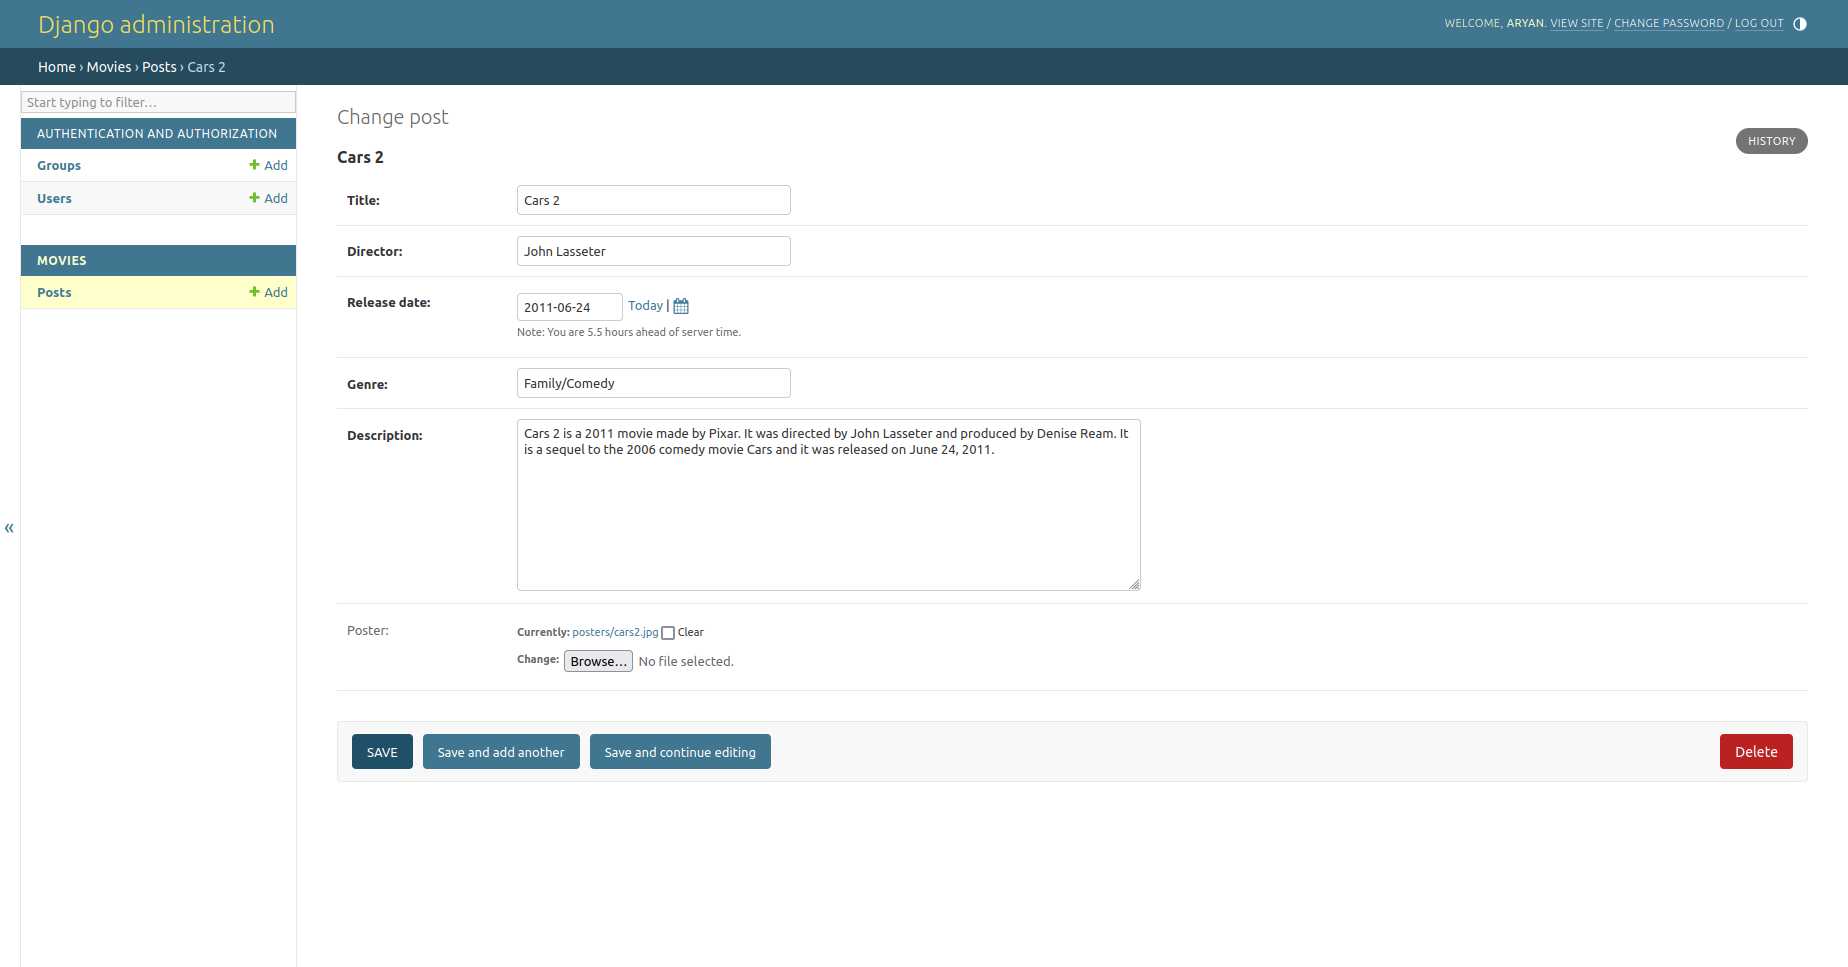 Django administration
WELCOME, ARYAN. VIEW SITE / CHANGE PASSWORD / LOG OUT
Home › Movies › Posts › Cars 2
Start typing to filter...
AUTHENTICATION AND AUTHORIZATION
Groups + Add
Users + Add
MOVIES
Posts + Add
«
Change post
HISTORY
Cars 2
Title: Cars 2
Director: John Lasseter
Release date: 2011-06-24 Today |
Note: You are 5.5 hours ahead of server time.
Genre: Family/Comedy
Description: Cars 2 is a 2011 movie made by Pixar. It was directed by John Lasseter and produced by Denise Ream. It
is a sequel to the 2006 comedy movie Cars and it was released on June 24, 2011.
Poster: Currently: posters/cars2.jpg Clear
Change: Browse... No file selected.
SAVE Save and add another Save and continue editing Delete